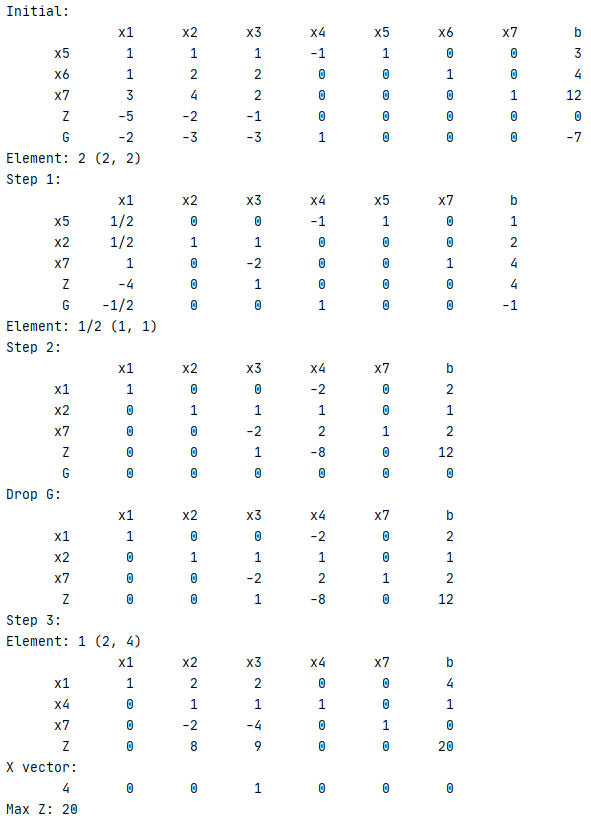 Initial:
x1 x2 x3 x4 x5 x6 x7 b
x5 1 1 1 -1 1 0 0 3
x6 1 2 2 0 0 1 0 4
x7 3 4 2 0 0 0 1 12
Z -5 -2 -1 0 0 0 0 0
G -2 -3 -3 1 0 0 0 -7
Element: 2 (2, 2)
Step 1:
x1 x2 x3 x4 x5 x7 b
x5 1/2 0 0 -1 1 0 1
x2 1/2 1 1 0 0 0 2
x7 1 0 -2 0 0 1 4
Z -4 0 1 0 0 0 4
G -1/2 0 0 1 0 0 -1
Element: 1/2 (1, 1)
Step 2:
x1 x2 x3 x4 x7 b
x1 1 0 0 -2 0 2
x2 0 1 1 1 0 1
x7 0 0 -2 2 1 2
Z 0 0 1 -8 0 12
G 0 0 0 0 0 0
Drop G:
x1 x2 x3 x4 x7 b
x1 1 0 0 -2 0 2
x2 0 1 1 1 0 1
x7 0 0 -2 2 1 2
Z 0 0 1 -8 0 12
Step 3:
Element: 1 (2, 4)
x1 x2 x3 x4 x7 b
x1 1 2 2 0 0 4
x4 0 1 1 1 0 1
x7 0 -2 -4 0 1 0
Z 0 8 9 0 0 20
X vector:
4 0 0 1 0 0 0
Max Z: 20